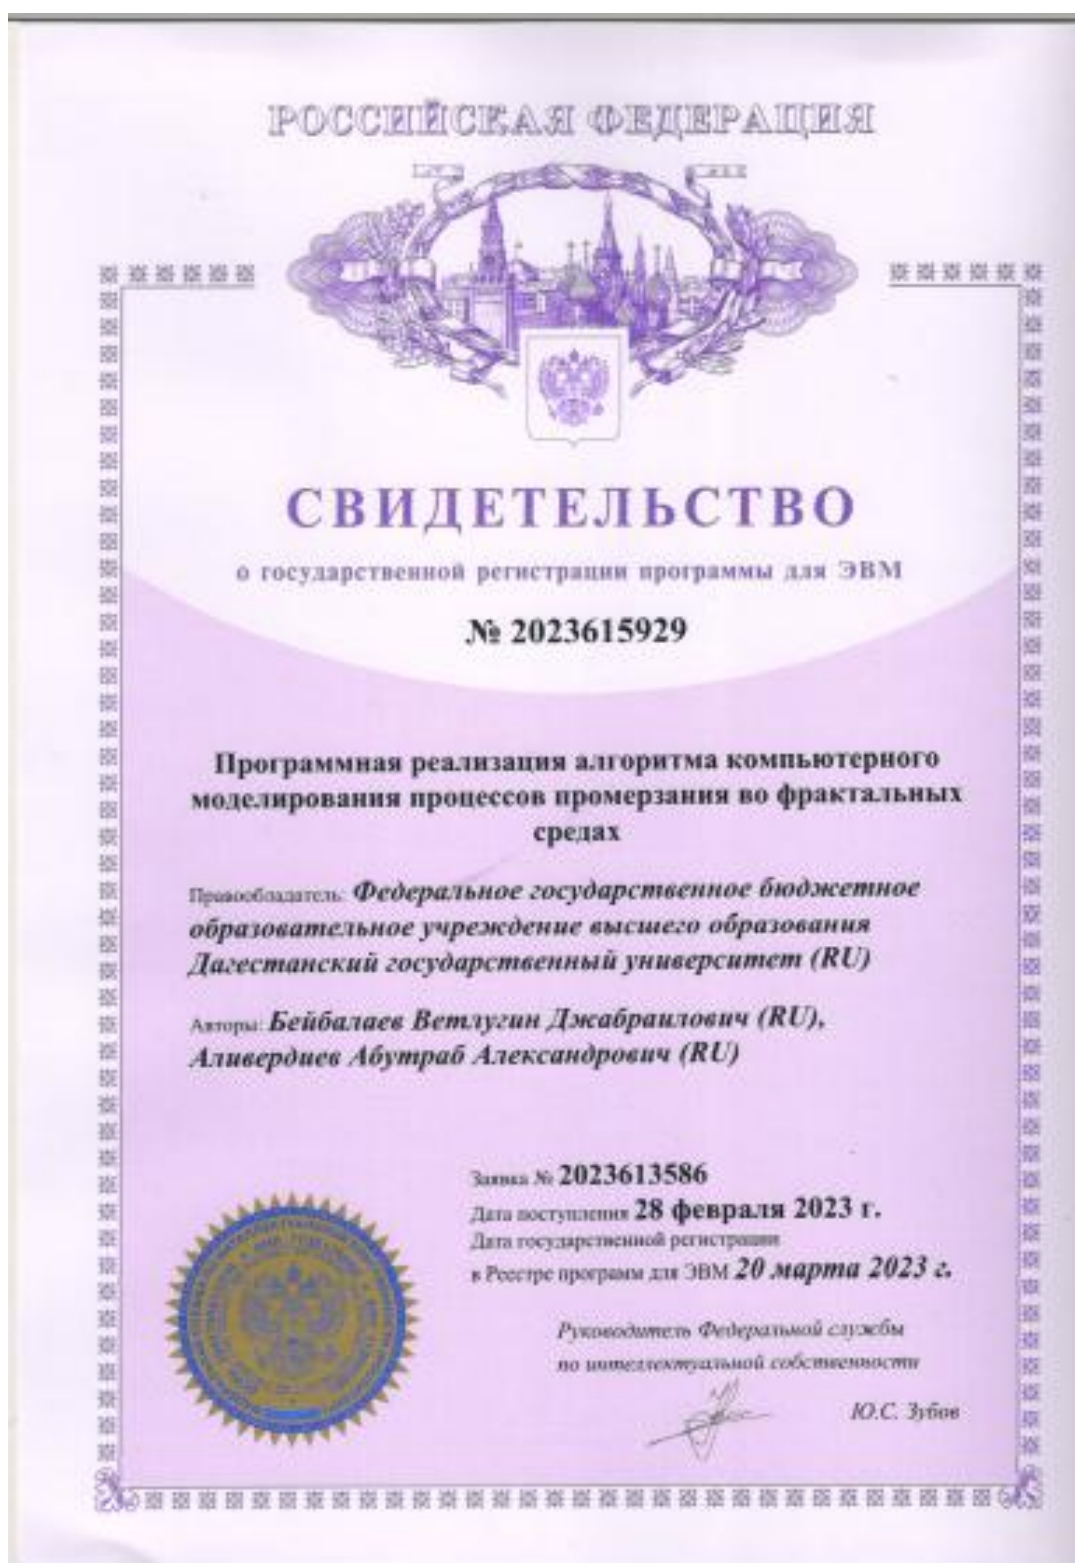 РОССИЙСКАЯ ФЕДЕРАЦИЯ
СВИДЕТЕЛЬСТВО
о государственной регистрации программы для ЭВМ
№ 2023615929
Программная реализация алгоритма компьютерного
моделирования процессов промерзания во фрактальных
средах
Правообладатель: Федеральное государственное бюджетное
образовательное учреждение высшего образования
Дагестанский государственный университет (RU)
Авторы: Бейбалаев Ветлугин Джабраилович (RU),
Аливердиев Абутраб Александрович (RU)
Заявка № 2023613586
Дата поступления 28 февраля 2023 г.
Дата государственной регистрации
в Реестре программ для ЭВМ 20 марта 2023 г.
Руководитель Федеральной службы
по интеллектуальной собственности
Ю.С. Зубов